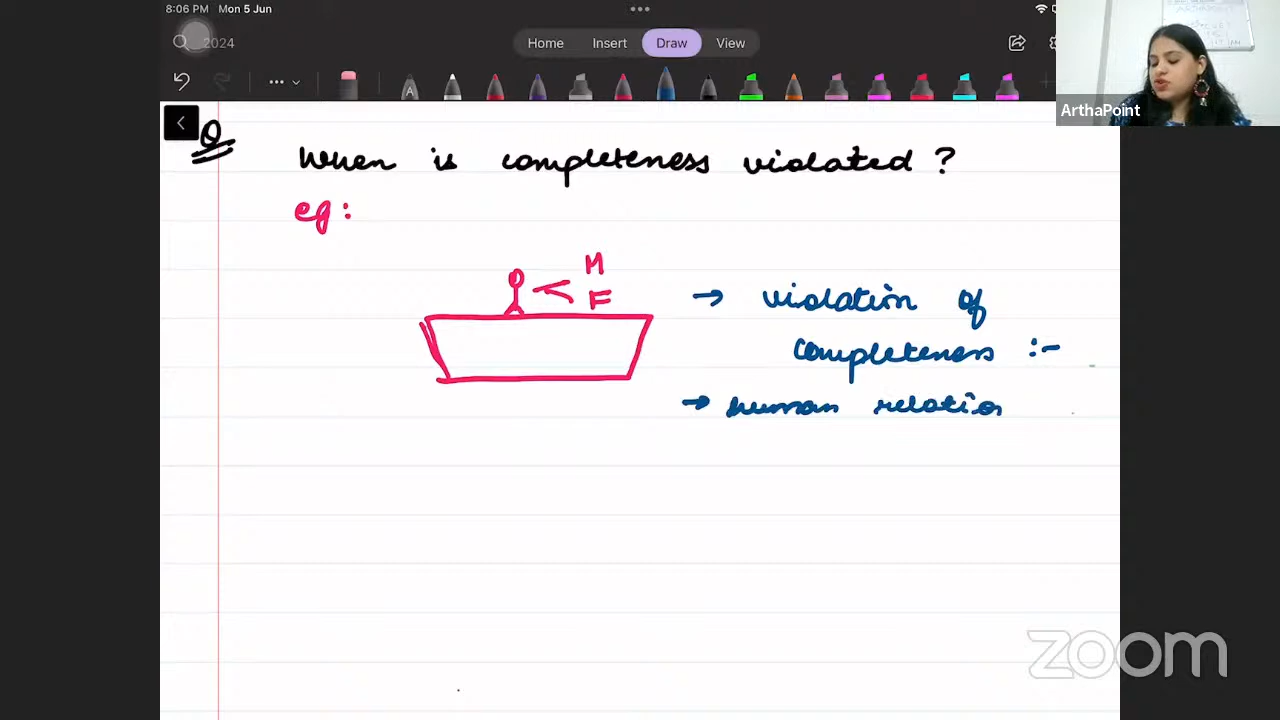 8:06 PM Mon 5 Jun
2024
Home Insert Draw View
A
ArthaPoint
Q
When is completeness violated ?
eg :
M
F
→ violation of
completeness :-
→ human relatio
zoom